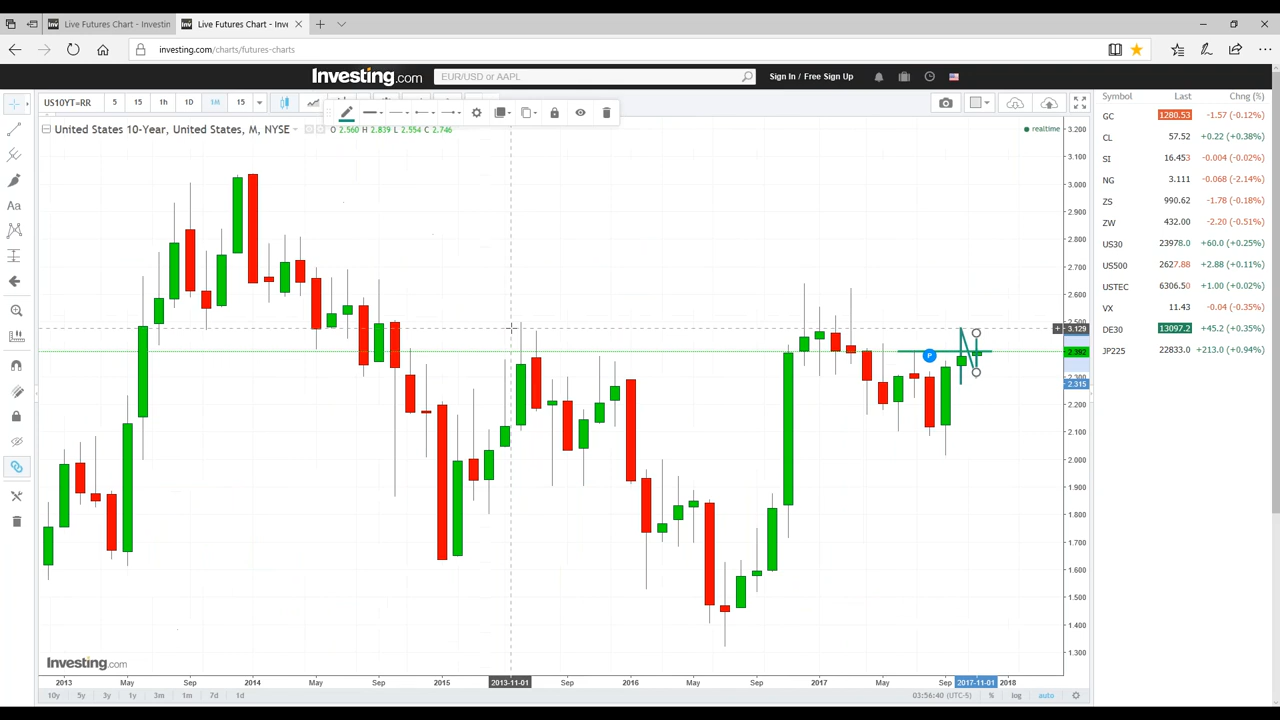 Live Futures Chart - Investin
Live Futures Chart - Inve
investing.com/charts/futures-charts
Investing.com
EUR/USD or AAPL
Sign In / Free Sign Up
US10YT=RR 5 15 1h 1D 1M 15
United States 10-Year, United States, M, NYSE O 2.560 H 2.839 L 2.554 C 2.746
realtime
Symbol Last Chng (%)
GC 1280.53 -1.57 (-0.12%)
CL 57.52 +0.22 (+0.38%)
SI 16.453 -0.004 (-0.02%)
NG 3.111 -0.068 (-2.14%)
ZS 990.62 -1.78 (-0.18%)
ZW 432.00 -2.20 (-0.51%)
US30 23978.0 +60.0 (+0.25%)
US500 2627.88 +2.88 (+0.11%)
USTEC 6306.50 +1.00 (+0.02%)
VX 11.43 -0.04 (-0.35%)
DE30 13097.2 +45.2 (+0.35%)
JP225 22833.0 +213.0 (+0.94%)
3.200
3.100
3.000
2.900
2.800
2.700
2.600
3.129
2.392
2.315
2.200
2.100
2.000
1.900
1.800
1.700
1.600
1.500
1.400
1.300
P
Aa
Investing.com
2013 May Sep 2014 May Sep 2015 2013-11-01 Sep 2016 May Sep 2017 May Sep 2017-11-01 2018
10y 5y 3y 1y 3m 1m 7d 1d 03:56:40 (UTC-5) % log auto